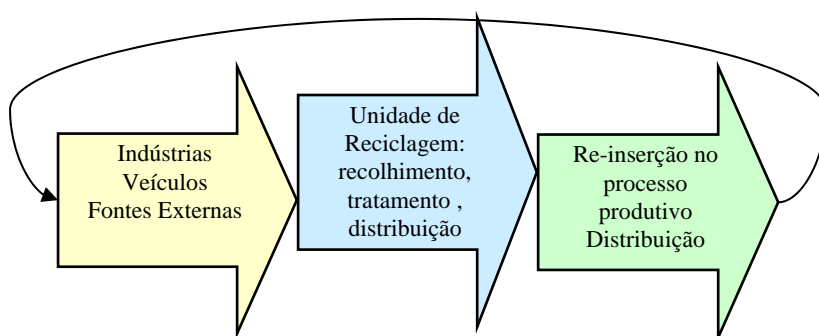 Indústrias
Veículos
Fontes Externas
Unidade de
Reciclagem:
recolhimento,
tratamento ,
distribuição
Re-inserção no
processo
produtivo
Distribuição